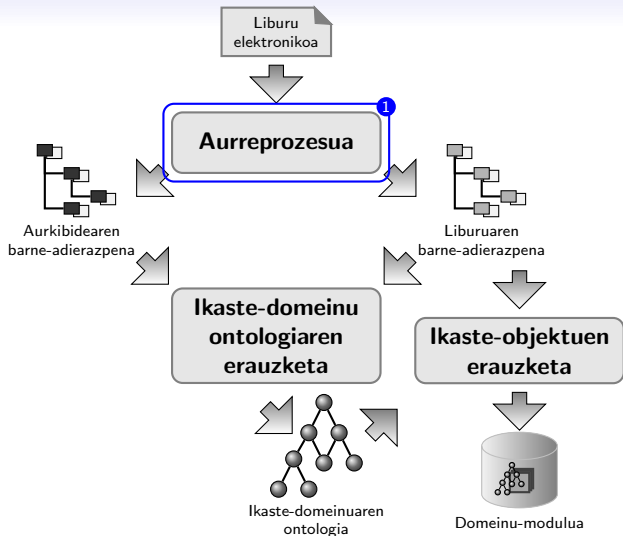 Liburu
elektronikoa
1
Aurreprozesua
Aurkibidearen
barne-adierazpena
Liburuaren
barne-adierazpena
Ikaste-domeinu
ontologiaren
erauzketa
Ikaste-objektuen
erauzketa
Ikaste-domeinuaren
ontologia
Domeinu-modulua